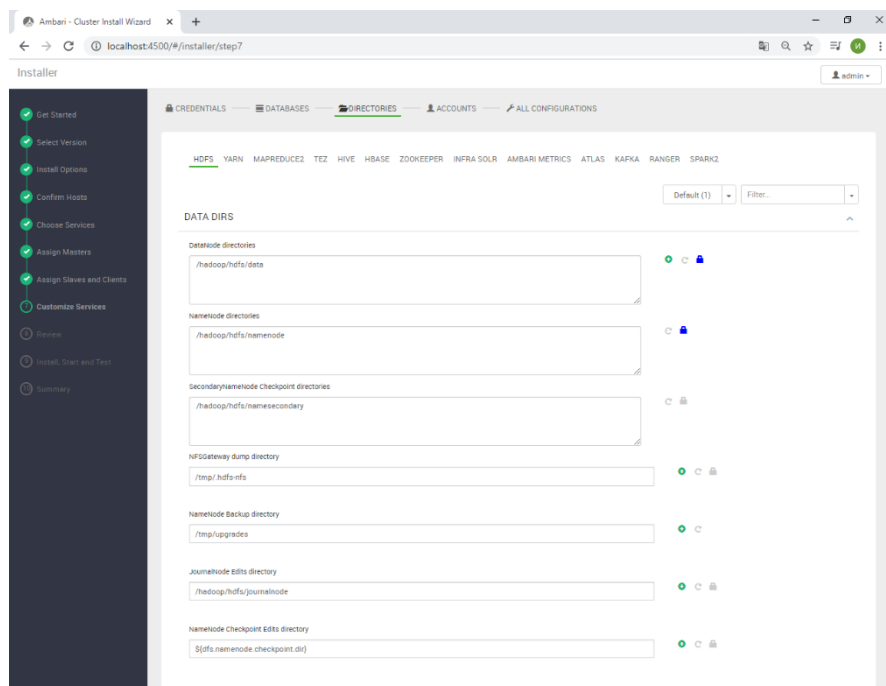 Ambari - Cluster Install Wizard
localhost:4500/#/installer/step7
И
Installer
admin
Get Started
Select Version
Install Options
Confirm Hosts
Choose Services
Assign Masters
Assign Slaves and Clients
7 Customize Services
8 Review
9 Install, Start and Test
10 Summary
CREDENTIALS DATABASES DIRECTORIES ACCOUNTS ALL CONFIGURATIONS
HDFS YARN MAPREDUCE2 TEZ HIVE HBASE ZOOKEEPER INFRA SOLR AMBARI METRICS ATLAS KAFKA RANGER SPARK2
Default (1) Filter...
DATA DIRS
DataNode directories
/hadoop/hdfs/data
NameNode directories
/hadoop/hdfs/namenode
SecondaryNameNode Checkpoint directories
/hadoop/hdfs/namesecondary
NFSGateway dump directory
/tmp/.hdfs-nfs
NameNode Backup directory
/tmp/upgrades
JournalNode Edits directory
/hadoop/hdfs/journalnode
NameNode Checkpoint Edits directory
${dfs.namenode.checkpoint.dir}